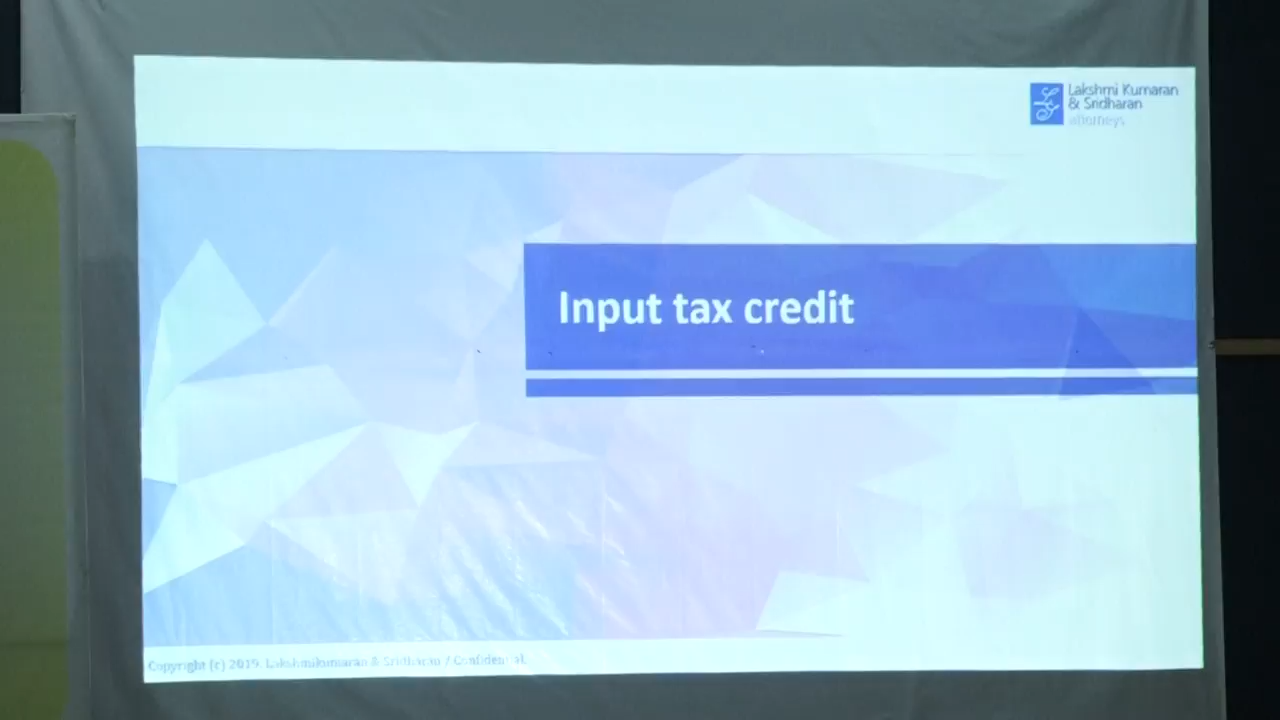 Lakshmi Kumaran
& Sridharan
attorneys
Input tax credit
Copyright (c) 2019. Lakshmikumaran & Sridharan / Confidential.